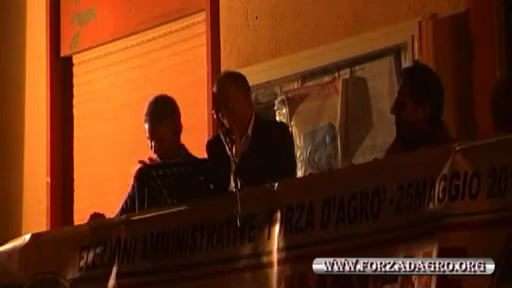 WWW.FORZADAGRO.ORG
ELEZIONI AMMINISTRATIVE FORZA D'AGRO' - 25 MAGGIO 20